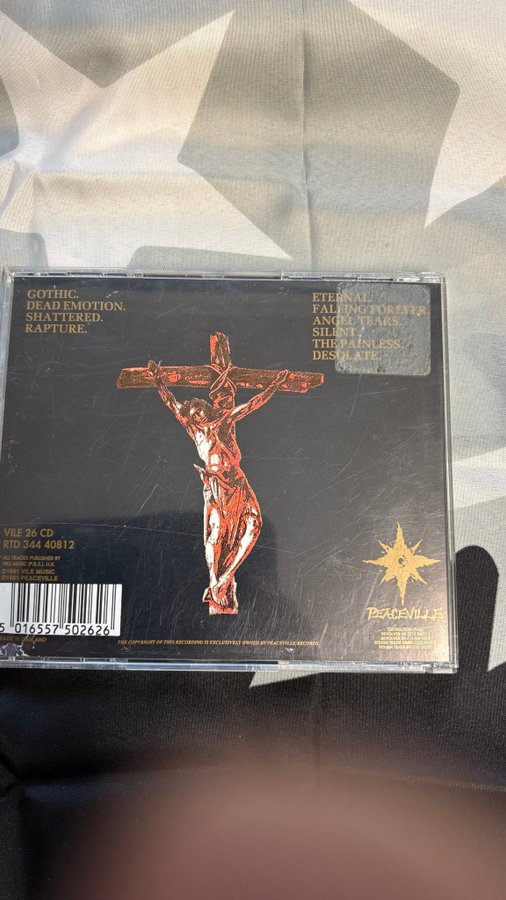 GOTHIC.
DEAD EMOTION.
SHATTERED.
RAPTURE.
ETERNAL.
FALLING FOREVER.
ANGEL TEARS.
SILENT.
THE PAINLESS.
DESOLATE.
VILE 26 CD
RTD 344 40812
ALL TRACKS PUBLISHED BY
VILE MUSIC (P.R.S.), U.K.
©1991 VILE MUSIC
℗1991 PEACEVILLE
5 016557 502626
MADE IN ENGLAND
THE COPYRIGHT OF THIS RECORDING IS EXCLUSIVELY OWNED BY PEACEVILLE RECORDS.
PEACEVILLE